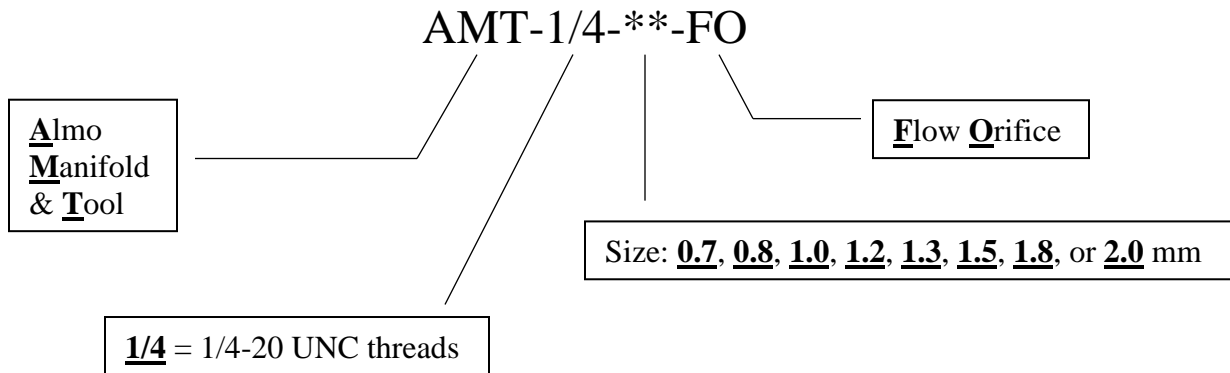 AMT-1/4-**-FO
Almo
Manifold
& Tool
Flow Orifice
Size: 0.7, 0.8, 1.0, 1.2, 1.3, 1.5, 1.8, or 2.0 mm
1/4 = 1/4-20 UNC threads